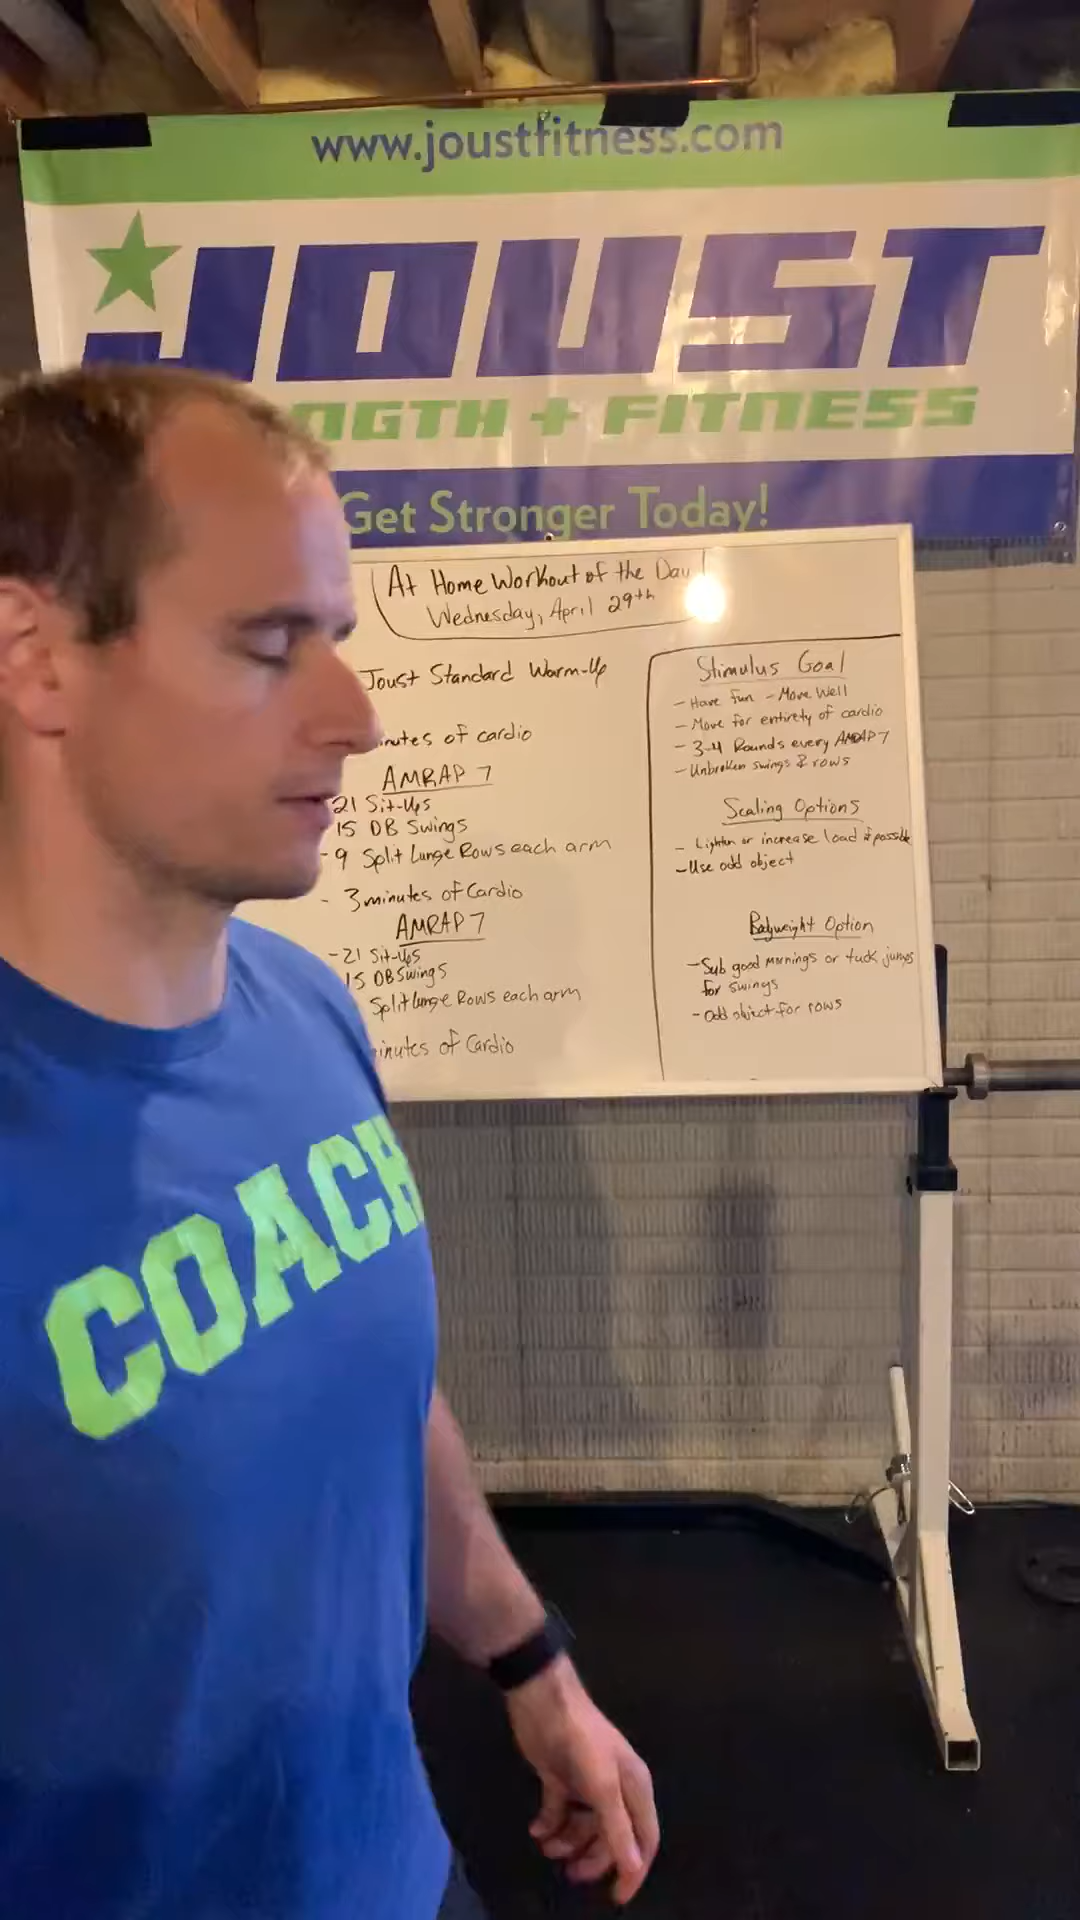 www.joustfitness.com
JOUST
NGTH + FITNESS
Get Stronger Today!
At Home Workout of the Day!
Wednesday, April 29th
Joust Standard Warm-Up
inutes of cardio
AMRAP 7
21 Sit-Ups
15 DB Swings
- 9 Split Lunge Rows each arm
- 3 minutes of Cardio
AMRAP 7
- 21 Sit-Ups
15 DB Swings
Split Lunge Rows each arm
inutes of Cardio
Stimulus Goal
- Have fun - Move Well
- Move for entirety of cardio
- 3-4 Rounds every AMRAP 7
- Unbroken swings & rows
Scaling Options
- Lighten or increase load if possible
- Use odd object
Bodyweight Option
- Sub good mornings or tuck jumps
for swings
- Odd object for rows
COACH